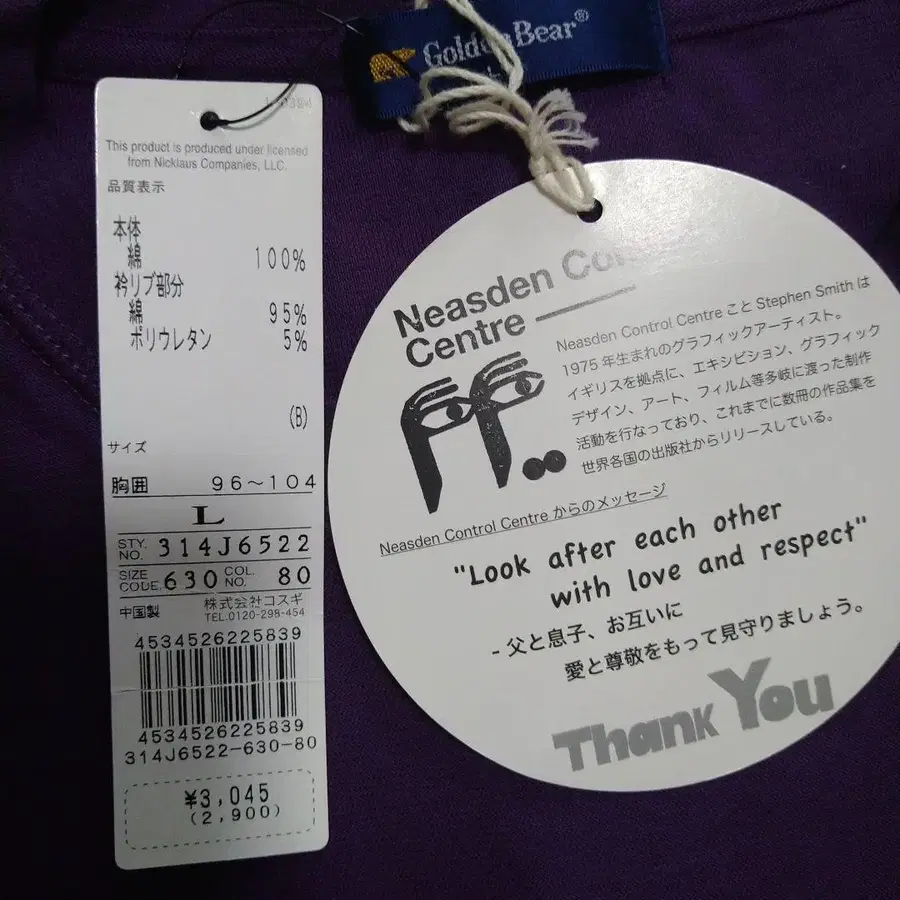 GoldenBear®
This product is produced under licensed
from Nicklaus Companies, LLC.
品質表示
本体
綿 100%
衿リブ部分
綿 95%
ポリウレタン 5%
(B)
サイズ
胸囲 96～104
L
STY. NO. 314J6522
SIZE CODE. 630 COL. NO. 80
中国製 株式会社コスギ
TEL.0120-298-454
4534526225839
4534526225839
314J6522-630-80
¥3,045
(2,900)
Neasden
Centre
Neasden Control Centre こと Stephen Smith は
1975 年生まれのグラフィックアーティスト。
イギリスを拠点に、エキシビション、グラフィック
デザイン、アート、フィルム等多岐に渡った制作
活動を行なっており、これまでに数冊の作品集を
世界各国の出版社からリリースしている。
Neasden Control Centre からのメッセージ
"Look after each other
with love and respect"
- 父と息子、お互いに
愛と尊敬をもって見守りましょう。
Thank You